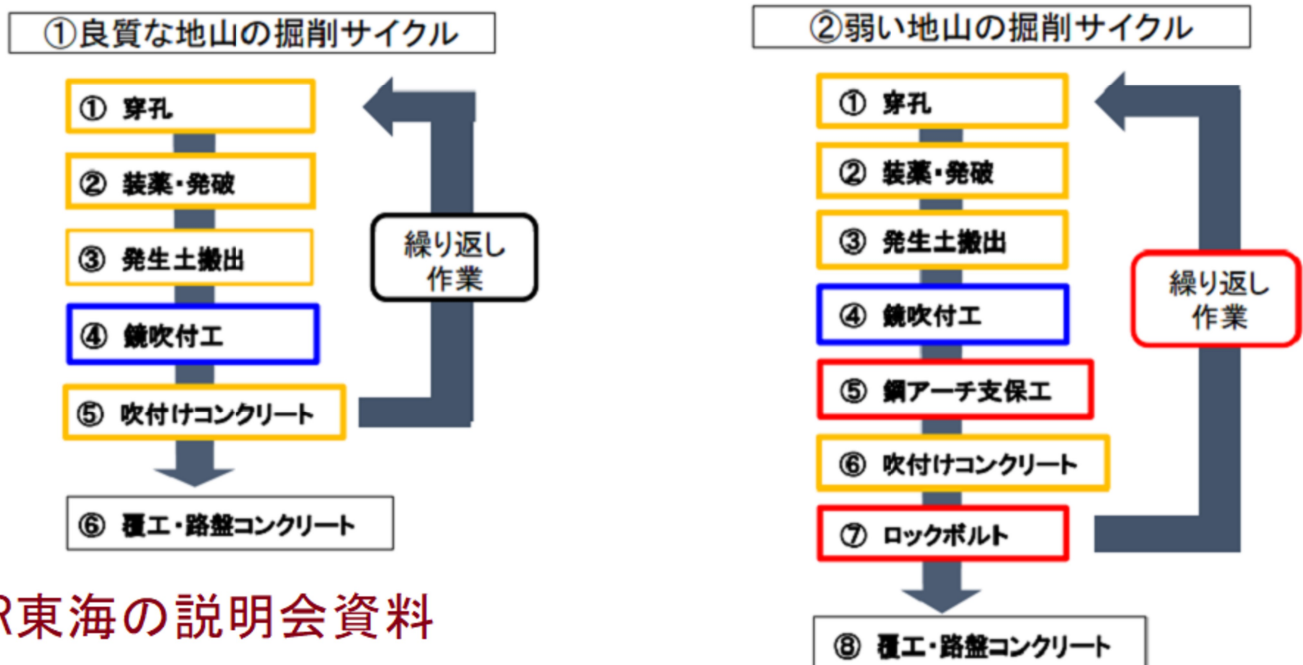 ①良質な地山の掘削サイクル
① 穿孔
② 装薬・発破
③ 発生土搬出
④ 鏡吹付工
⑤ 吹付けコンクリート
繰り返し
作業
⑥ 覆工・路盤コンクリート
R東海の説明会資料
②弱い地山の掘削サイクル
① 穿孔
② 装薬・発破
③ 発生土搬出
④ 鏡吹付工
⑤ 鋼アーチ支保工
⑥ 吹付けコンクリート
⑦ ロックボルト
繰り返し
作業
⑧ 覆工・路盤コンクリート